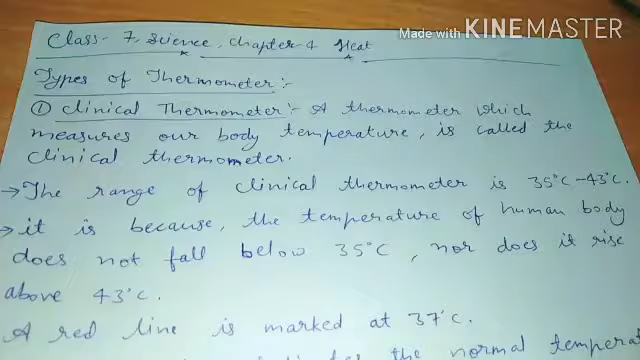 Made with KINEMASTER
Class- 7, Science, Chapter-4 Heat
Types of Thermometer:-
① Clinical Thermometer:- A thermometer which
measures our body temperature, is called the
clinical thermometer.
→ The range of clinical thermometer is 35°C-43°C.
→ it is because, the temperature of human body
does not fall below 35°C, nor does it rise
above 43°C.
A red line is marked at 37°C.
the normal temperat